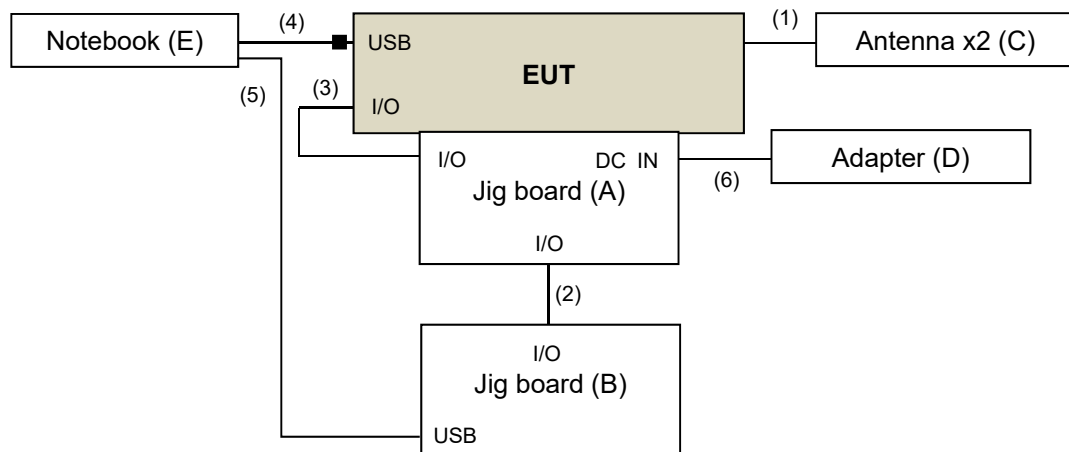 (4)
(1)
Notebook (E)
USB
Antenna x2 (C)
EUT
(5)
(3)
I/O
I/O
DC IN
Adapter (D)
Jig board (A)
(6)
I/O
(2)
I/O
Jig board (B)
USB